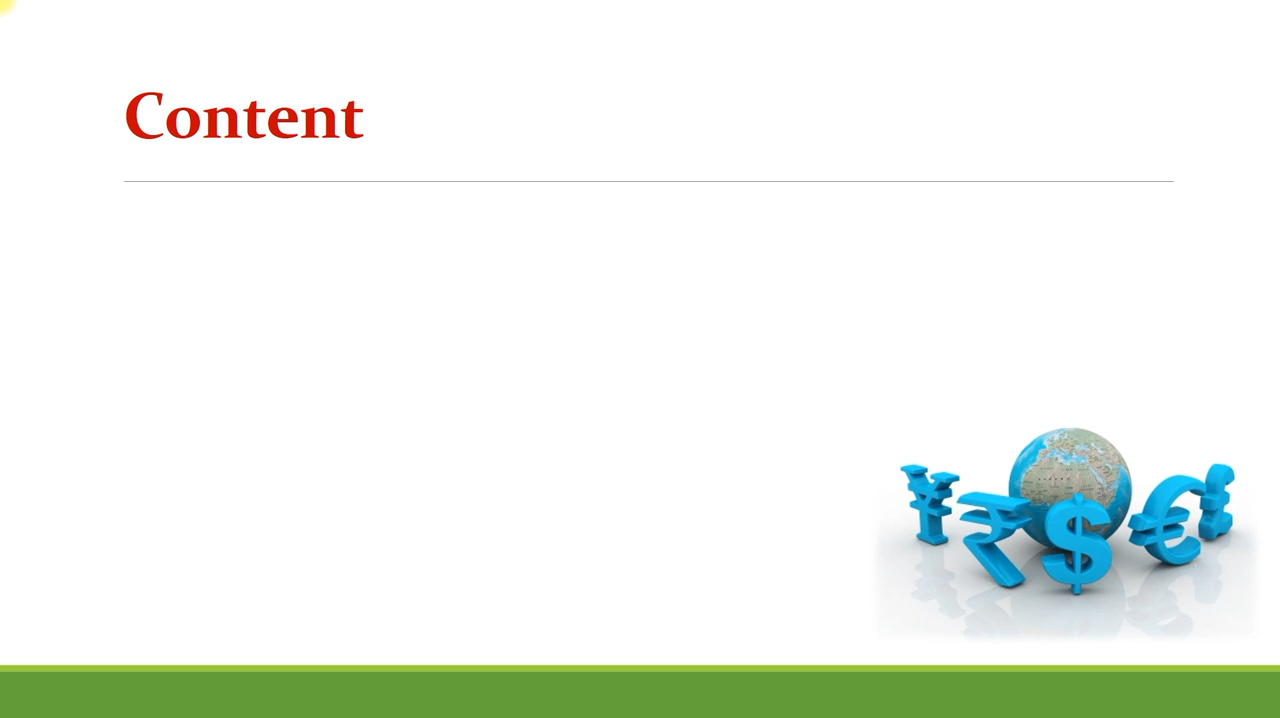 Content
¥ ₹ $ € £